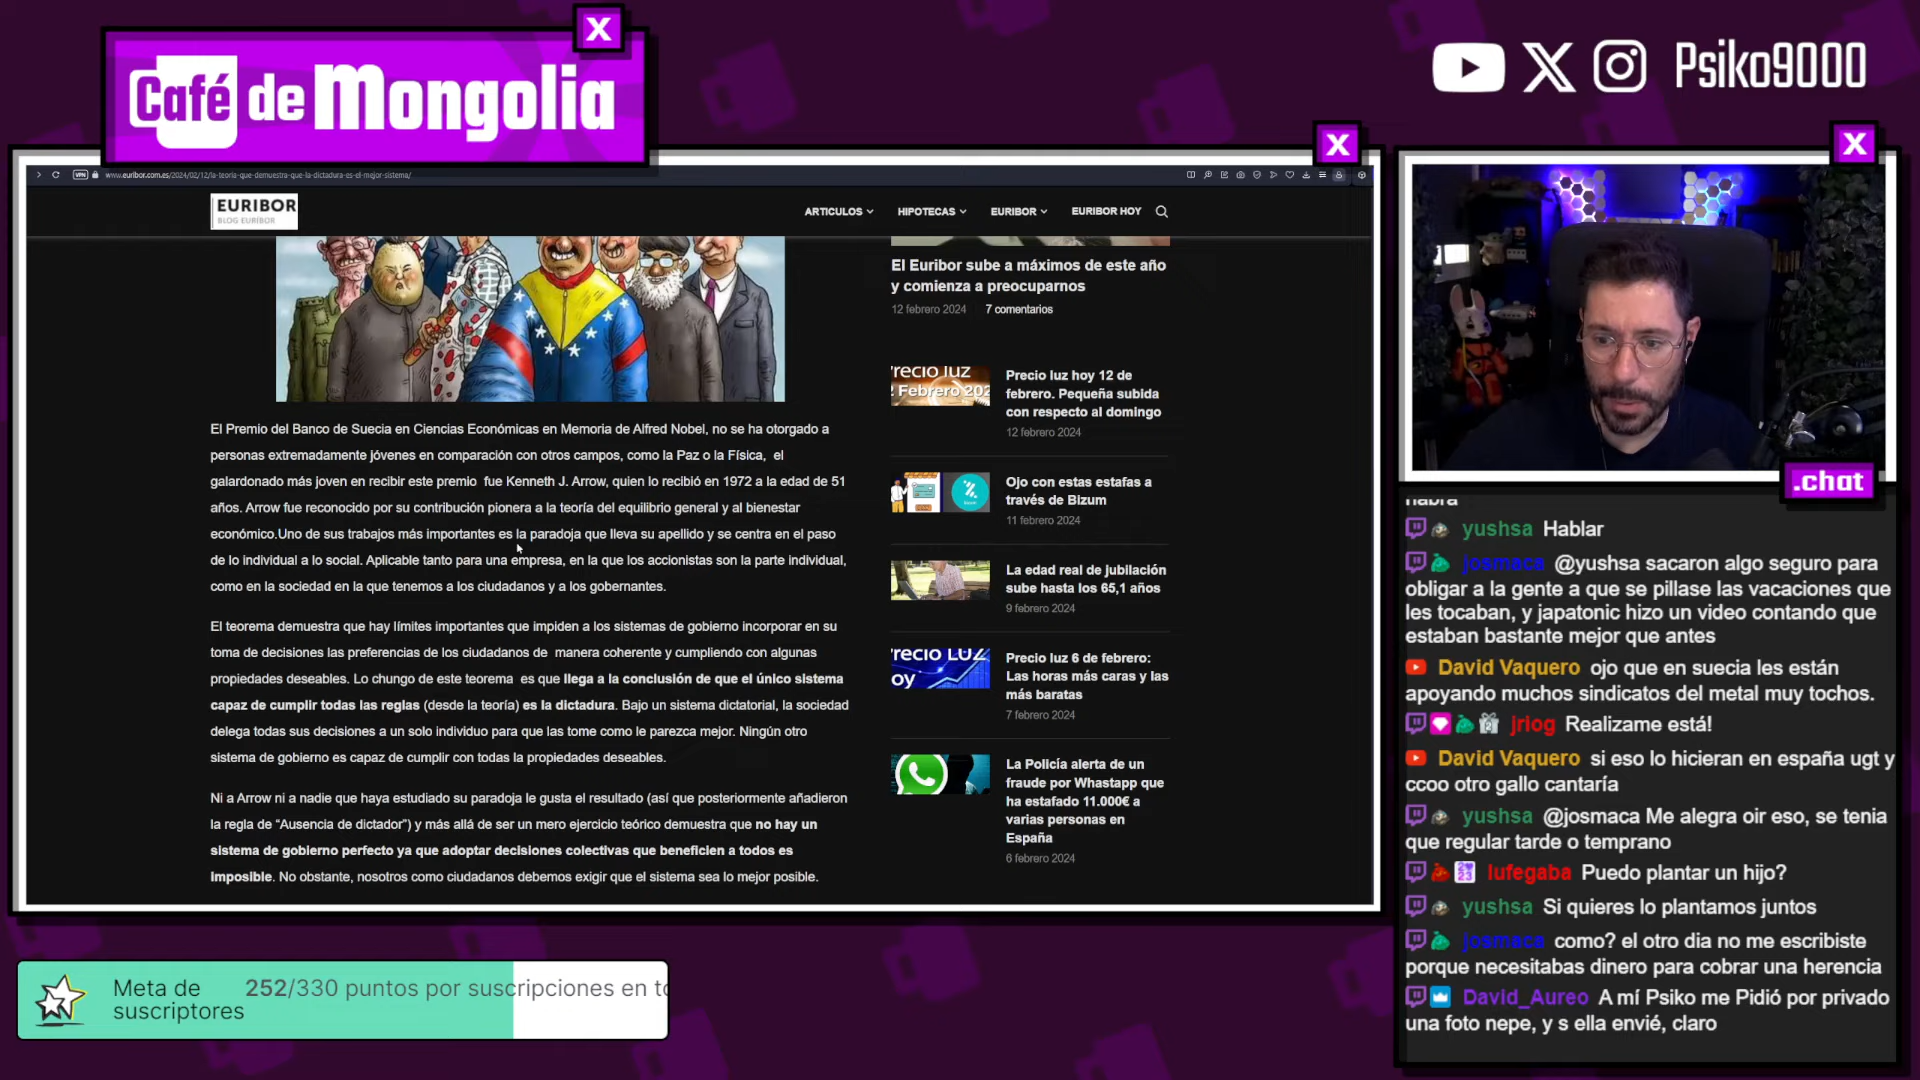 X
Café de Mongolia
Psiko9000
X
X
www.euribor.com.es/2024/02/12/la-teoria-que-demuestra-que-la-dictadura-es-el-mejor-sistema/
VPN
EURIBOR
BLOG EURÍBOR
ARTICULOS
HIPOTECAS
EURIBOR
EURIBOR HOY
El Premio del Banco de Suecia en Ciencias Económicas en Memoria de Alfred Nobel, no se ha otorgado a
personas extremadamente jóvenes en comparación con otros campos, como la Paz o la Física, el
galardonado más joven en recibir este premio fue Kenneth J. Arrow, quien lo recibió en 1972 a la edad de 51
años. Arrow fue reconocido por su contribución pionera a la teoría del equilibrio general y al bienestar
económico.Uno de sus trabajos más importantes es la paradoja que lleva su apellido y se centra en el paso
de lo individual a lo social. Aplicable tanto para una empresa, en la que los accionistas son la parte individual,
como en la sociedad en la que tenemos a los ciudadanos y a los gobernantes.
El teorema demuestra que hay límites importantes que impiden a los sistemas de gobierno incorporar en su
toma de decisiones las preferencias de los ciudadanos de manera coherente y cumpliendo con algunas
propiedades deseables. Lo chungo de este teorema es que llega a la conclusión de que el único sistema
capaz de cumplir todas las reglas (desde la teoría) es la dictadura. Bajo un sistema dictatorial, la sociedad
delega todas sus decisiones a un solo individuo para que las tome como le parezca mejor. Ningún otro
sistema de gobierno es capaz de cumplir con todas la propiedades deseables.
Ni a Arrow ni a nadie que haya estudiado su paradoja le gusta el resultado (así que posteriormente añadieron
la regla de “Ausencia de dictador”) y más allá de ser un mero ejercicio teórico demuestra que no hay un
sistema de gobierno perfecto ya que adoptar decisiones colectivas que beneficien a todos es
imposible. No obstante, nosotros como ciudadanos debemos exigir que el sistema sea lo mejor posible.
El Euribor sube a máximos de este año
y comienza a preocuparnos
12 febrero 2024 7 comentarios
recio luz
2 Febrero 202
Precio luz hoy 12 de
febrero. Pequeña subida
con respecto al domingo
12 febrero 2024
Ojo con estas estafas a
través de Bizum
11 febrero 2024
La edad real de jubilación
sube hasta los 65,1 años
9 febrero 2024
recio LUZ
oy
Precio luz 6 de febrero:
Las horas más caras y las
más baratas
7 febrero 2024
La Policía alerta de un
fraude por Whastapp que
ha estafado 11.000€ a
varias personas en
España
6 febrero 2024
.chat
habrá
yushsa Hablar
josmaca @yushsa sacaron algo seguro para
obligar a la gente a que se pillase las vacaciones que
les tocaban, y japatonic hizo un video contando que
estaban bastante mejor que antes
David Vaquero ojo que en suecia les están
apoyando muchos sindicatos del metal muy tochos.
jrlog Realizame está!
David Vaquero si eso lo hicieran en españa ugt y
ccoo otro gallo cantaría
yushsa @josmaca Me alegra oir eso, se tenia
que regular tarde o temprano
lufegaba Puedo plantar un hijo?
yushsa Si quieres lo plantamos juntos
josmaca como? el otro dia no me escribiste
porque necesitabas dinero para cobrar una herencia
David_Aureo A mí Psiko me Pidió por privado
una foto nepe, y s ella envié, claro
Meta de
suscriptores
252/330 puntos por suscripciones en to